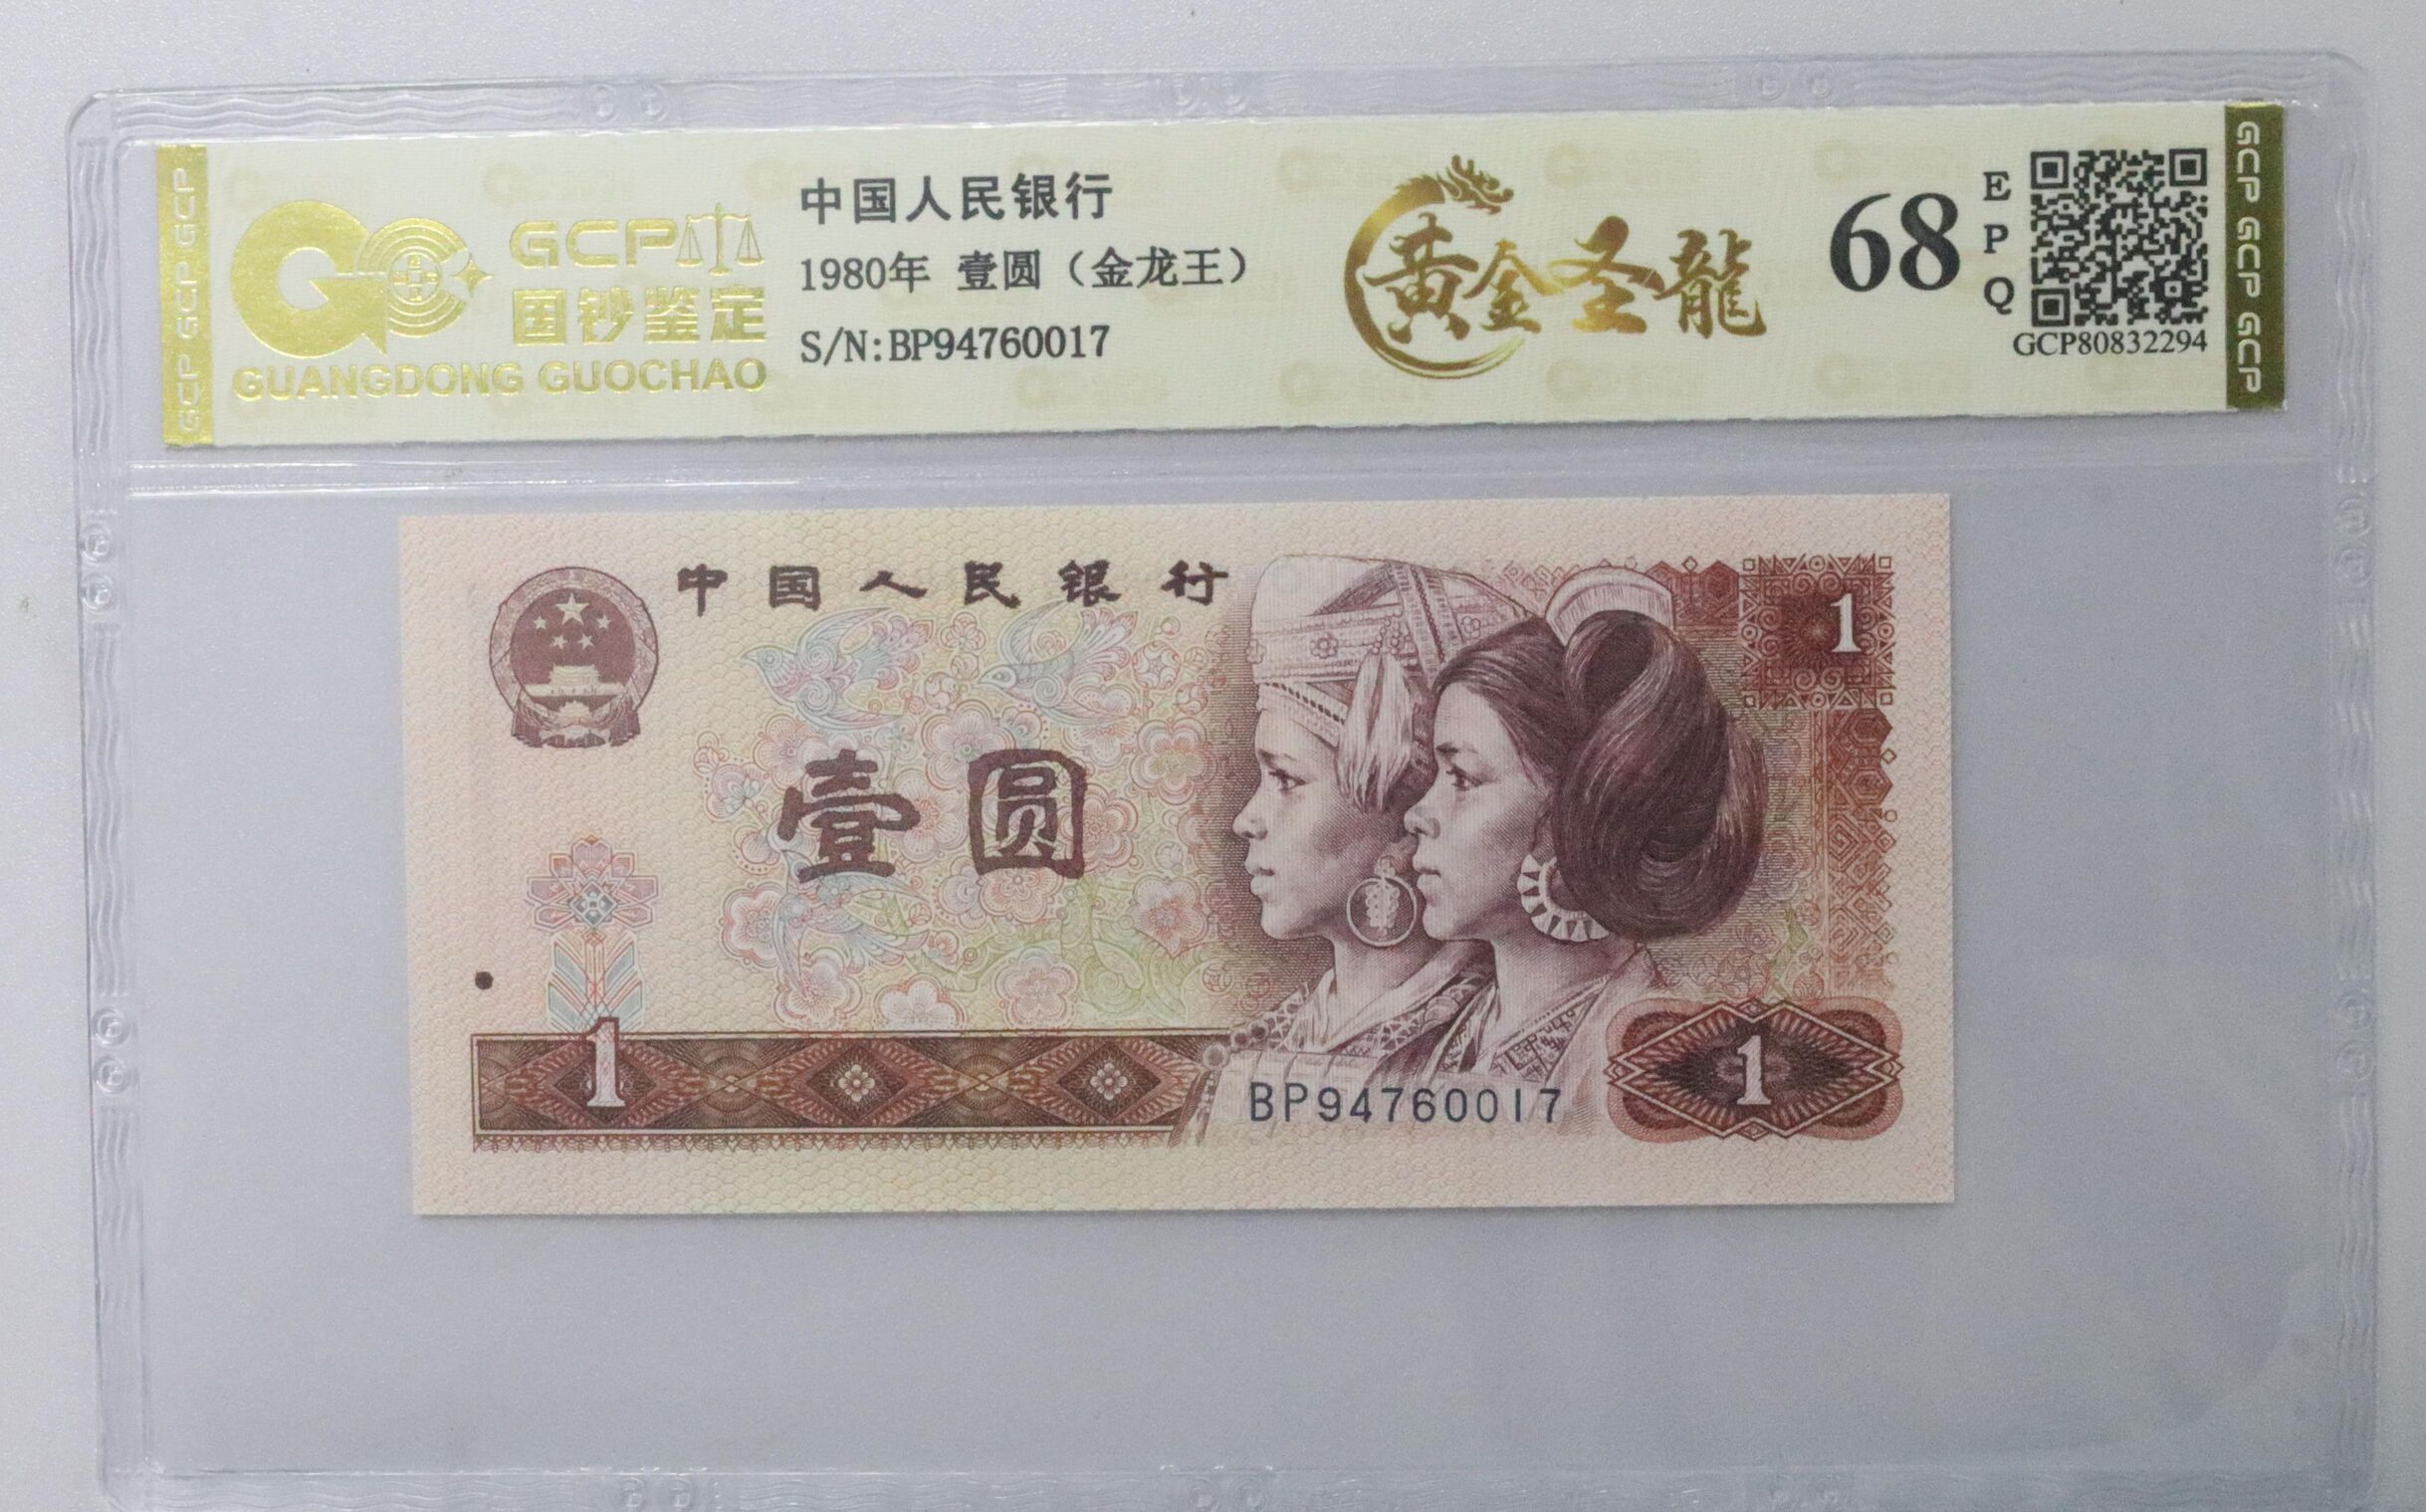 GCP GCP GCP
GCP
国钞鉴定
GUANGDONG GUOCHAO
中国人民银行
1980年 壹圆（金龙王）
S/N:BP94760017
黄金圣龍
68
EPQ
GCP80832294
GCP GCP GCP GCP
中国人民银行
1
壹圆
1
BP94760017
1